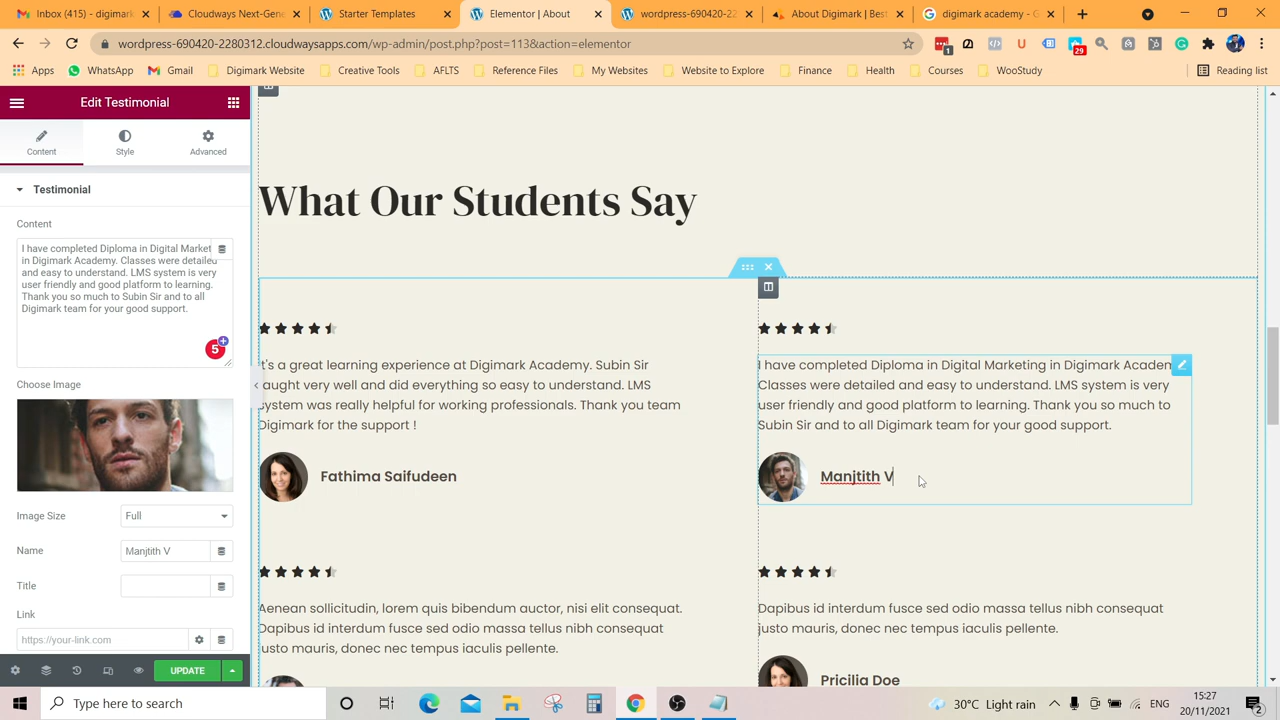 Inbox (15) - digimark
Cloudways Next-Gene
Starter Templates
Elementor | About
wordpress-690420-22
About Digimark | Best
digimark academy - G
wordpress-690420-2289512.cloudwaysapps.com/wp-admin/post.php?post=113&action=elementor
Apps
WhatsApp
Gmail
Digimark Website
Creative Tools
AFLTS
Reference Files
My Websites
Website to Explore
Finance
Health
Courses
WooStudy
Reading list
1
29
Edit Testimonial
Content
Style
Advanced
Testimonial
Content
I have completed Diploma in Digital Market
in Digimark Academy. Classes were detailed
and easy to understand. LMS system is very
user friendly and good platform to learning.
Thank you so much to Subin Sir and to all
Digimark team for your good support.
5
Choose Image
Image Size
Full
Name
Manjtith V
Title
Link
https://your-link.com
UPDATE
What Our Students Say
It's a great learning experience at Digimark Academy. Subin Sir
taught very well and did everything so easy to understand. LMS
system was really helpful for working professionals. Thank you team
Digimark for the support !
Fathima Saifudeen
I have completed Diploma in Digital Marketing in Digimark Academ
Classes were detailed and easy to understand. LMS system is very
user friendly and good platform to learning. Thank you so much to
Subin Sir and to all Digimark team for your good support.
Manjtith V
Aenean sollicitudin, lorem quis bibendum auctor, nisi elit consequat.
Dapibus id interdum fusce sed odio massa tellus nibh consequat
justo mauris, donec nec tempus iaculis pellente.
Dapibus id interdum fusce sed odio massa tellus nibh consequat
justo mauris, donec nec tempus iaculis pellente.
Pricilia Doe
Type here to search
30°C Light rain
ENG
15:27
20/11/2021
2